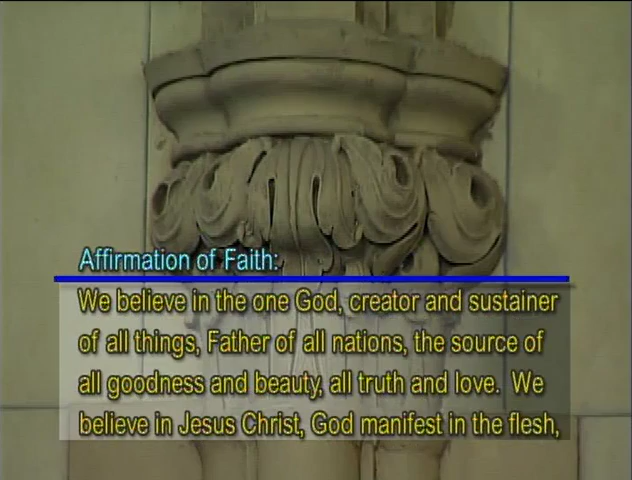 Affirmation of Faith:
We believe in the one God, creator and sustainer
of all things, Father of all nations, the source of
all goodness and beauty, all truth and love.  We
believe in Jesus Christ, God manifest in the flesh,